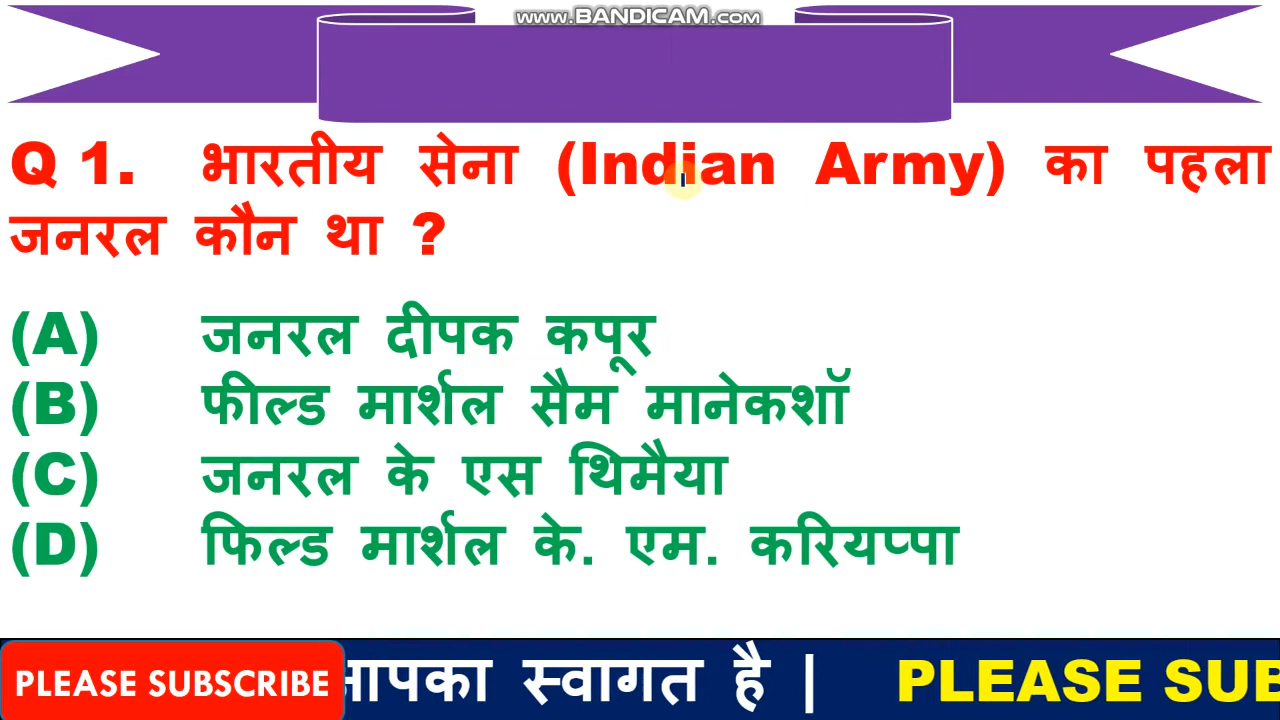 www.BANDICAM.com
Q 1. भारतीय सेना (Indian Army) का पहला
जनरल कौन था ?
(A) जनरल दीपक कपूर
(B) फील्ड मार्शल सैम मानेकशॉ
(C) जनरल के एस थिमैया
(D) फिल्ड मार्शल के. एम. करियप्पा
PLEASE SUBSCRIBE आपका स्वागत है | PLEASE SUB